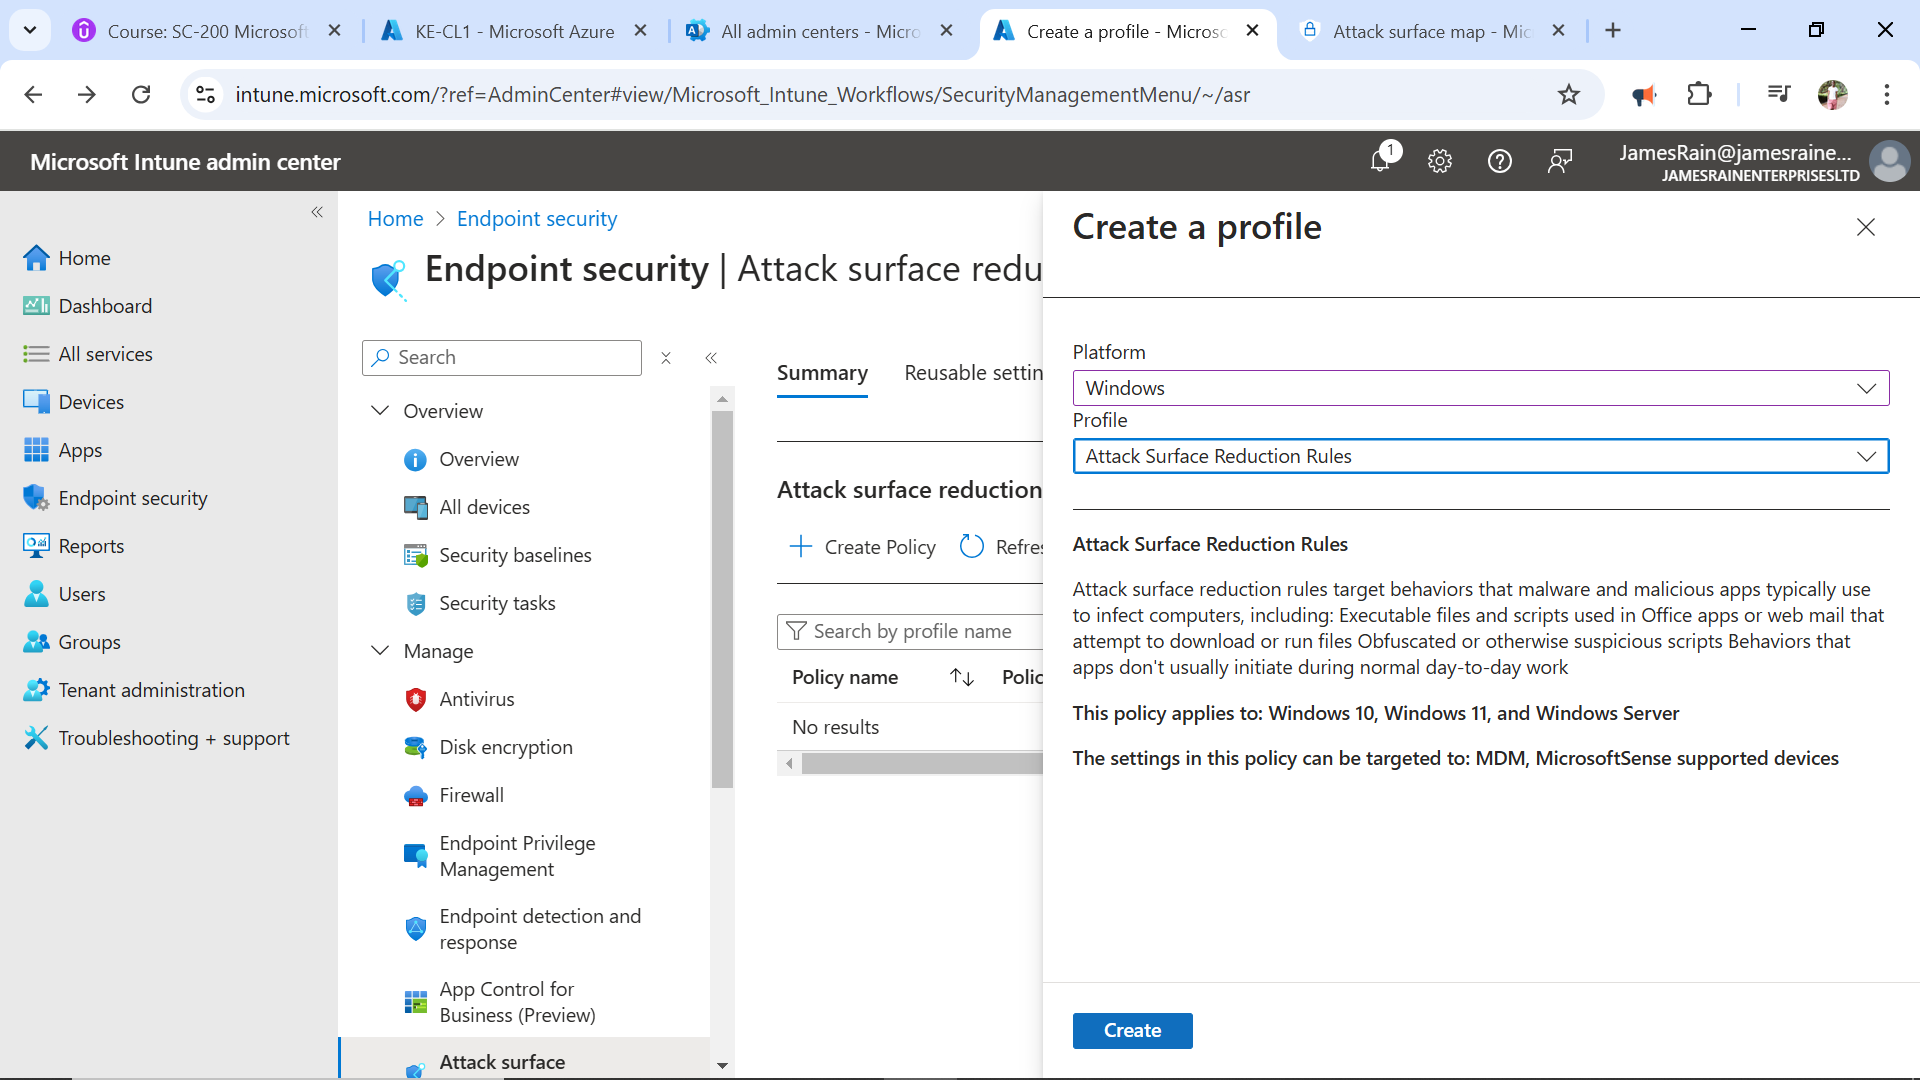 Course: SC-200 Microsoft
KE-CL1 - Microsoft Azure
All admin centers - Micro
Create a profile - Microsc
Attack surface map - Mic
intune.microsoft.com/?ref=AdminCenter#view/Microsoft_Intune_Workflows/SecurityManagementMenu/~/asr
Microsoft Intune admin center
1
JamesRain@jamesraine...
JAMESRAINENTERPRISESLTD
Home
Dashboard
All services
Devices
Apps
Endpoint security
Reports
Users
Groups
Tenant administration
Troubleshooting + support
Home > Endpoint security
Endpoint security | Attack surface redu
Search
Overview
Overview
All devices
Security baselines
Security tasks
Manage
Antivirus
Disk encryption
Firewall
Endpoint Privilege
Management
Endpoint detection and
response
App Control for
Business (Preview)
Attack surface
Summary
Reusable settin
Attack surface reduction
Create Policy
Refres
Search by profile name
Policy name
Polic
No results
Create a profile
Platform
Windows
Profile
Attack Surface Reduction Rules
Attack Surface Reduction Rules
Attack surface reduction rules target behaviors that malware and malicious apps typically use
to infect computers, including: Executable files and scripts used in Office apps or web mail that
attempt to download or run files Obfuscated or otherwise suspicious scripts Behaviors that
apps don't usually initiate during normal day-to-day work
This policy applies to: Windows 10, Windows 11, and Windows Server
The settings in this policy can be targeted to: MDM, MicrosoftSense supported devices
Create